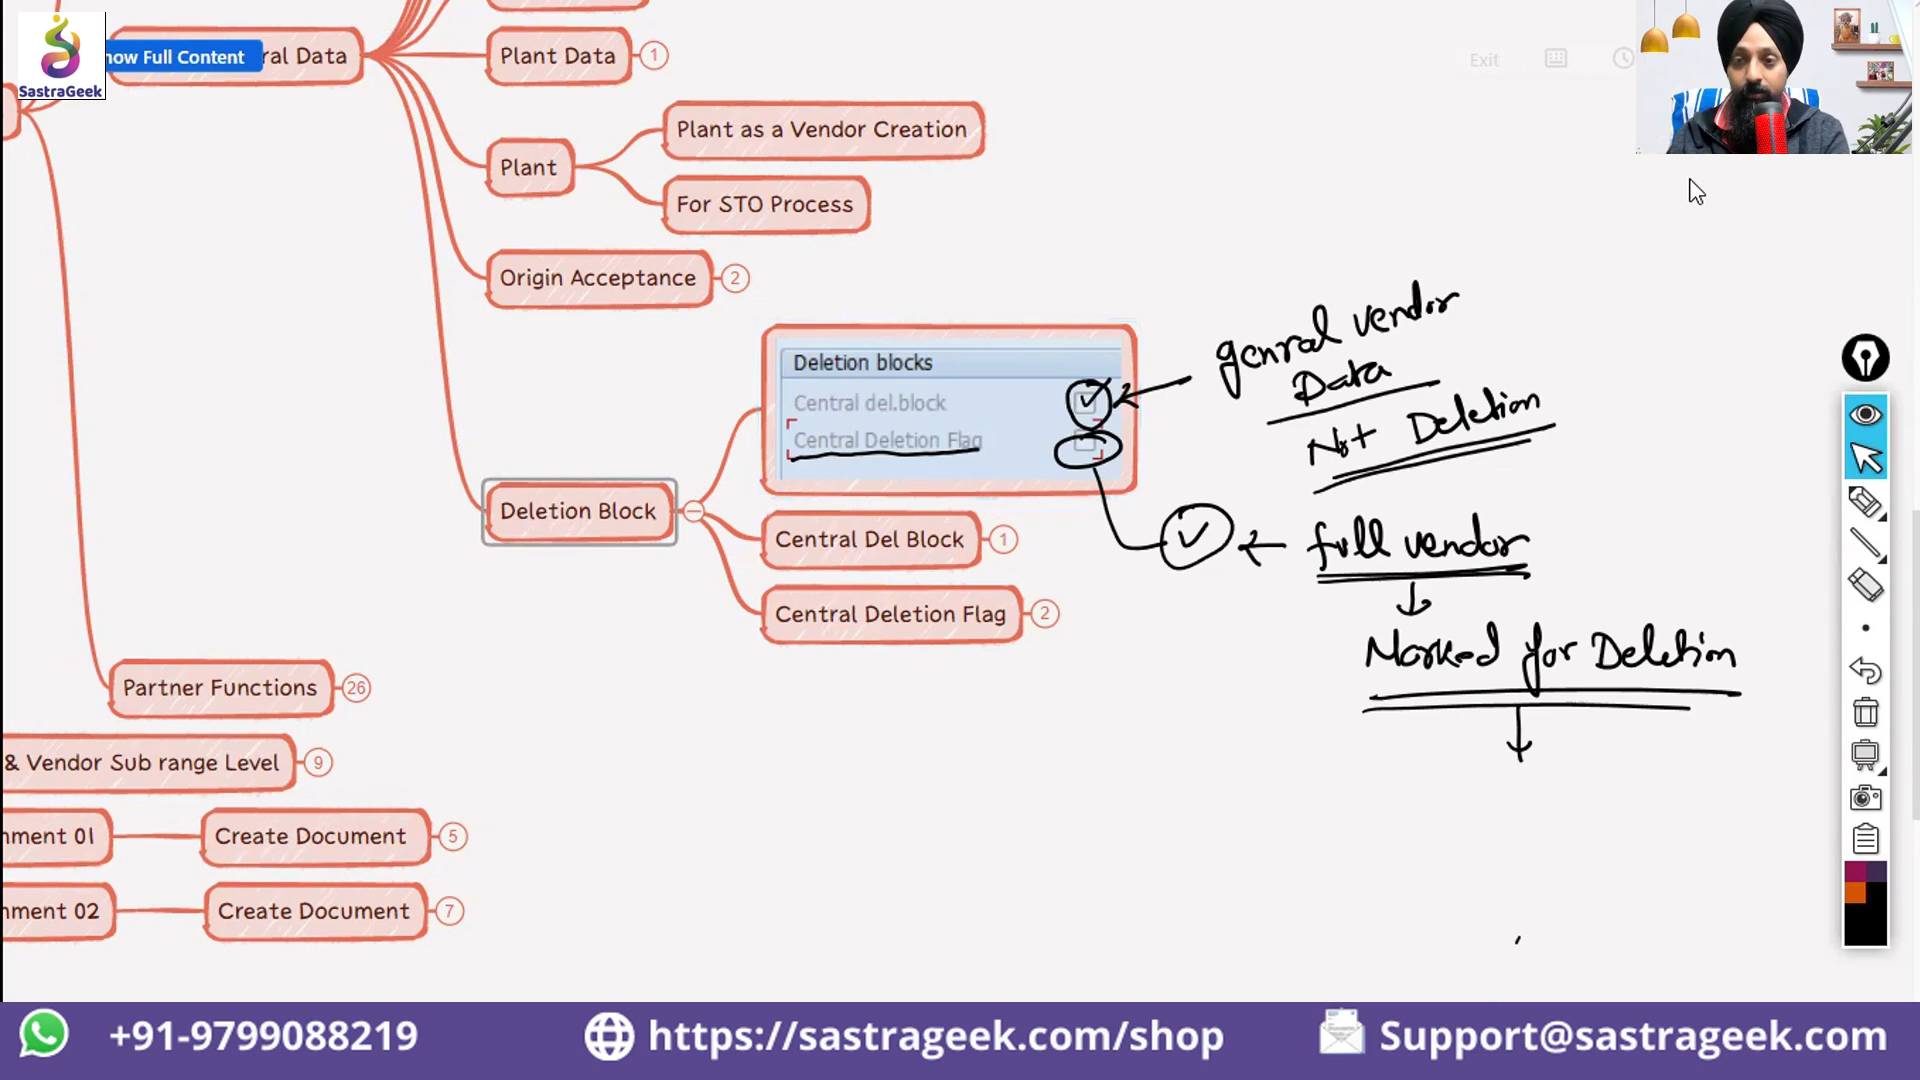 SastraGeek
how Full Content
ral Data
Plant Data
1
Exit
Plant
Plant as a Vendor Creation
For STO Process
Origin Acceptance
2
Deletion Block
Deletion blocks
Central del.block
Central Deletion Flag
Central Del Block
1
Central Deletion Flag
2
genral vendor
Data
Not Deletion
full vendor
Marked for Deletion
Partner Functions
26
& Vendor Sub range Level
9
nment 01
Create Document
5
nment 02
Create Document
7
+91-9799088219
https://sastrageek.com/shop
Support@sastrageek.com